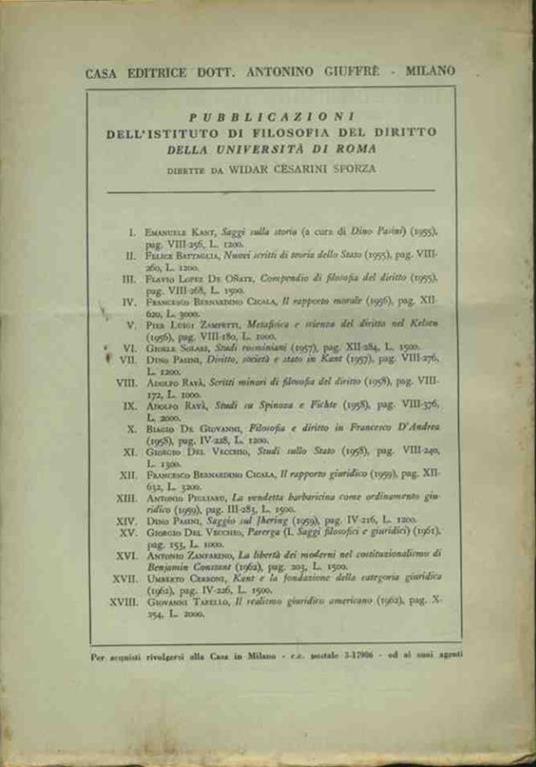 CASA EDITRICE DOTT. ANTONINO GIUFFRÈ - MILANO
PUBBLICAZIONI
DELL'ISTITUTO DI FILOSOFIA DEL DIRITTO
DELLA UNIVERSITÀ DI ROMA
DIRETTE DA WIDAR CESARINI SFORZA
I. EMANUELE KANT, Saggi sulla storia (a cura di Dino Pasini) (1955),
pag. VIII-256, L. 1200.
II. FELICE BATTAGLIA, Nuovi scritti di teoria dello Stato (1955), pag. VIII-
260, L. 1200.
III. FLAVIO LOPEZ DE OÑATE, Compendio di filosofia del diritto (1955),
pag. VIII-268, L. 1500.
IV. FRANCESCO BERNARDINO CICALA, Il rapporto morale (1956), pag. XII-
620, L. 3000.
V. PIER LUIGI ZAMPETTI, Metafisica e scienza del diritto nel Kelsen
(1956), pag. VIII-180, L. 1000.
VI. GIOELE SOLARI, Studi rosminiani (1957), pag. XII-284, L. 1500.
VII. DINO PASINI, Diritto, società e stato in Kant (1957), pag. VIII-276,
L. 1200.
VIII. ADOLFO RAVÀ, Scritti minori di filosofia del diritto (1958), pag. VIII-
172, L. 1000.
IX. ADOLFO RAVÀ, Studi su Spinoza e Fichte (1958), pag. VIII-376,
L. 2000.
X. BIAGIO DE GIOVANNI, Filosofia e diritto in Francesco D'Andrea
(1958), pag. IV-228, L. 1200.
XI. GIORGIO DEL VECCHIO, Studi sullo Stato (1958), pag. VIII-240,
L. 1300.
XII. FRANCESCO BERNARDINO CICALA, Il rapporto giuridico (1959), pag. XII-
632, L. 3200.
XIII. ANTONIO PIGLIARU, La vendetta barbaricina come ordinamento giu-
ridico (1959), pag. III-283, L. 1500.
XIV. DINO PASINI, Saggio sul Jhering (1959), pag. IV-216, L. 1200.
XV. GIORGIO DEL VECCHIO, Parerga (I. Saggi filosofici e giuridici) (1961),
pag. 153, L. 1000.
XVI. ANTONIO ZANFARINO, La libertà dei moderni nel costituzionalismo di
Benjamin Constant (1962), pag. 203, L. 1500.
XVII. UMBERTO CERRONI, Kant e la fondazione della categoria giuridica
(1962), pag. IV-226, L. 1500.
XVIII. GIOVANNI TARELLO, Il realismo giuridico americano (1962), pag. X-
254, L. 2000.
Per acquisti rivolgersi alla Casa in Milano - c.c. postale 3-17986 - od ai suoi agenti